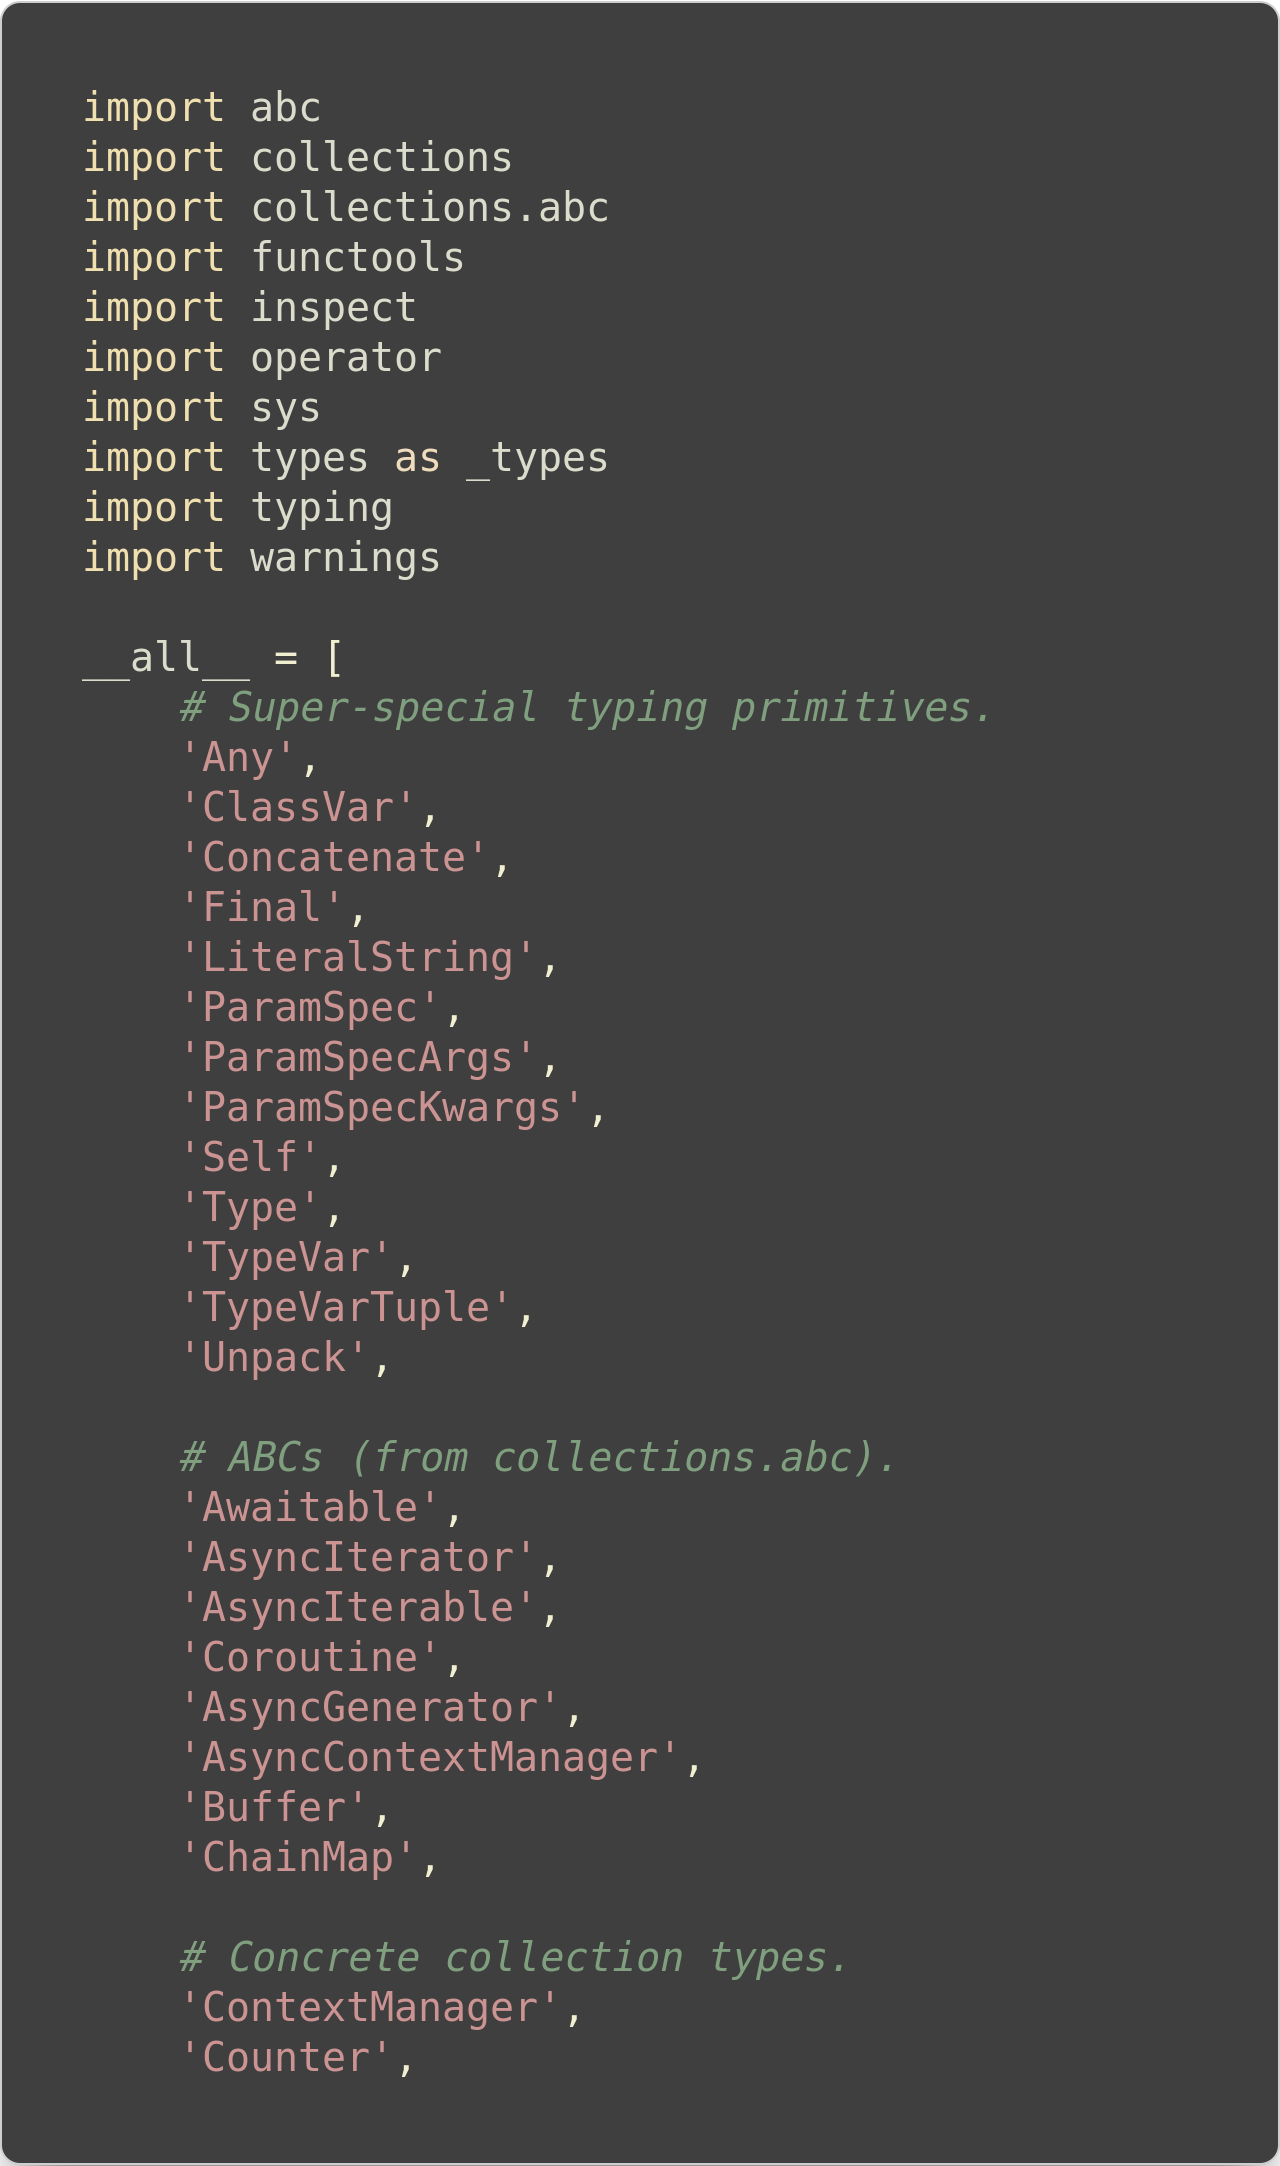 import abc
import collections
import collections.abc
import functools
import inspect
import operator
import sys
import types as _types
import typing
import warnings

__all__ = [
    # Super-special typing primitives.
    'Any',
    'ClassVar',
    'Concatenate',
    'Final',
    'LiteralString',
    'ParamSpec',
    'ParamSpecArgs',
    'ParamSpecKwargs',
    'Self',
    'Type',
    'TypeVar',
    'TypeVarTuple',
    'Unpack',

    # ABCs (from collections.abc).
    'Awaitable',
    'AsyncIterator',
    'AsyncIterable',
    'Coroutine',
    'AsyncGenerator',
    'AsyncContextManager',
    'Buffer',
    'ChainMap',

    # Concrete collection types.
    'ContextManager',
    'Counter',